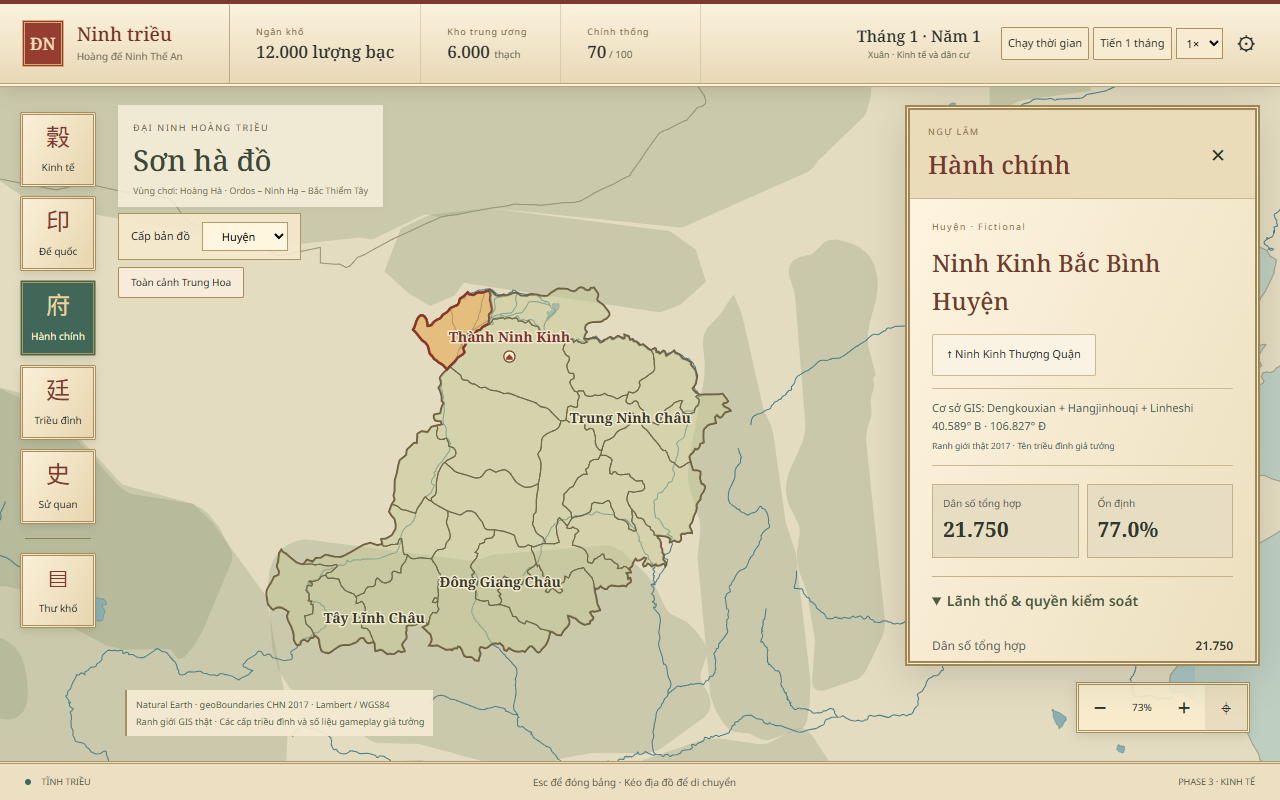 ĐN
Ninh triều
Hoàng đế Ninh Thế An
Ngân khố
12.000 lượng bạc
Kho trung ương
6.000 thạch
Chính thống
70 / 100
Tháng 1 · Năm 1
Xuân · Kinh tế và dân cư
Chạy thời gian
Tiến 1 tháng
1×
穀
Kinh tế
印
Đế quốc
府
Hành chính
廷
Triều đình
史
Sử quan
目
Thư khố
ĐẠI NINH HOÀNG TRIỀU
Sơn hà đồ
Vùng chơi: Hoàng Hà · Ordos – Ninh Hạ – Bắc Thiểm Tây
Cấp bản đồ
Huyện
Toàn cảnh Trung Hoa
Thành Ninh Kinh
Trung Ninh Châu
Đông Giang Châu
Tây Lĩnh Châu
NGỰ LÃM
Hành chính
×
Huyện · Fictional
Ninh Kinh Bắc Bình
Huyện
↑ Ninh Kinh Thượng Quận
Cơ sở GIS: Dengkouxian + Hangjinhouqi + Linheshi
40.589° B · 106.827° Đ
Ranh giới thật 2017 · Tên triều đình giả tưởng
Dân số tổng hợp
21.750
Ổn định
77.0%
▼ Lãnh thổ & quyền kiểm soát
Dân số tổng hợp
21.750
Natural Earth · geoBoundaries CHN 2017 · Lambert / WGS84
Ranh giới GIS thật · Các cấp triều đình và số liệu gameplay giả tưởng
− 73% +
TĨNH TRIỀU
Esc để đóng bảng · Kéo địa đồ để di chuyển
PHASE 3 · KINH TẾ